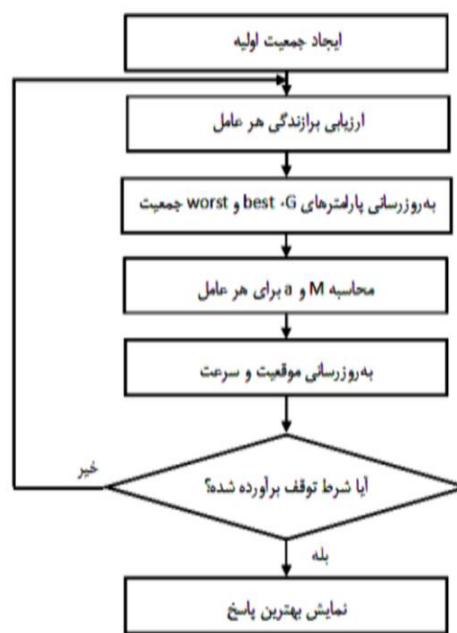 ایجاد جمعیت اولیه
ارزیابی برازندگی هر عامل
به‌روزرسانی پارامترهای best ،G و worst جمعیت
محاسبه M و a برای هر عامل
به‌روزرسانی موقعیت و سرعت
آیا شرط توقف برآورده شده؟
خیر
بله
نمایش بهترین پاسخ